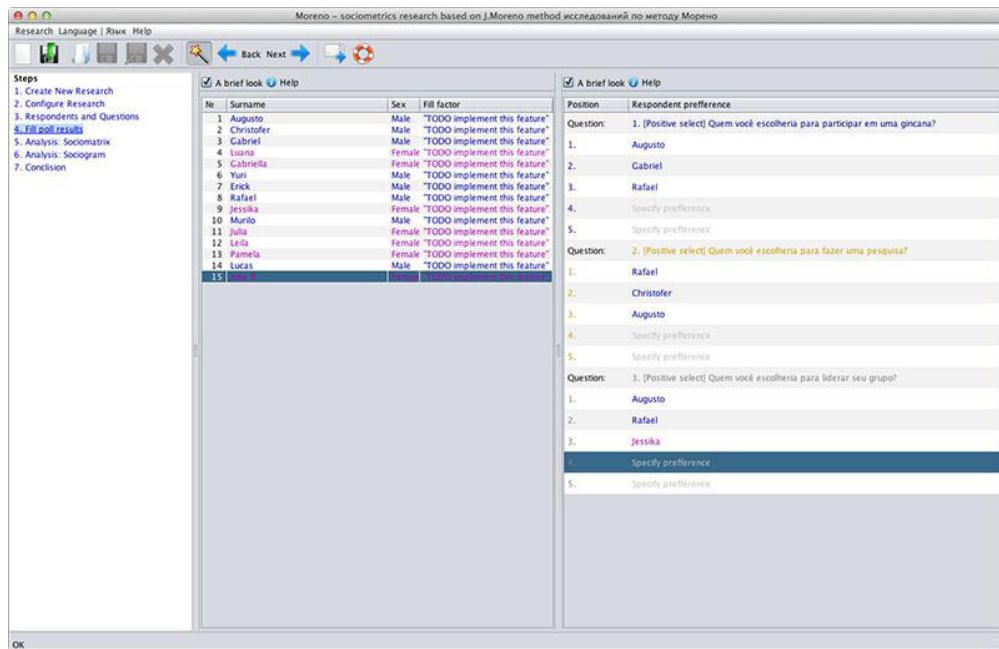 Moreno – sociometrics research based on J.Moreno method исследований по методу Морено
Research Language | Язык Help
Back Next
Steps
1. Create New Research
2. Configure Research
3. Respondents and Questions
4. Fill poll results
5. Analysis: Sociomatrix
6. Analysis: Sociogram
7. Conclision
A brief look Help
№ Surname Sex Fill factor
1 Augusto Male "TODO implement this feature"
2 Christofer Male "TODO implement this feature"
3 Gabriel Male "TODO implement this feature"
4 Luana Female "TODO implement this feature"
5 Gabriella Female "TODO implement this feature"
6 Yuri Male "TODO implement this feature"
7 Erick Male "TODO implement this feature"
8 Rafael Male "TODO implement this feature"
9 Jessika Female "TODO implement this feature"
10 Murilo Male "TODO implement this feature"
11 Julia Female "TODO implement this feature"
12 Leila Female "TODO implement this feature"
13 Pamela Female "TODO implement this feature"
14 Lucas Male "TODO implement this feature"
15 Female "TODO implement this feature"
A brief look Help
Position Respondent prefference
Question: 1. [Positive select] Quem você escolheria para participar em uma gincana?
1. Augusto
2. Gabriel
3. Rafael
4. Specify prefference
5. Specify prefference
Question: 2. [Positive select] Quem você escolheria para fazer uma pesquisa?
1. Rafael
2. Christofer
3. Augusto
4. Specify prefference
5. Specify prefference
Question: 3. [Positive select] Quem você escolheria para liderar seu grupo?
1. Augusto
2. Rafael
3. Jessika
4. Specify prefference
5. Specify prefference
OK